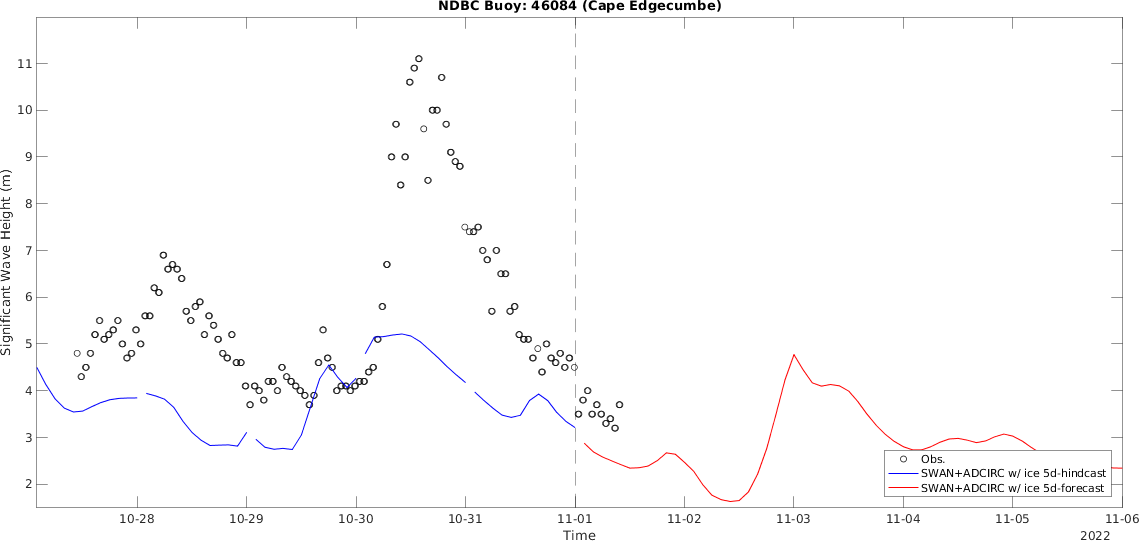 NDBC Buoy: 46084 (Cape Edgecumbe)
Significant Wave Height (m)
11
10
9
8
7
6
5
4
3
2
Obs.
SWAN+ADCIRC w/ ice 5d-hindcast
SWAN+ADCIRC w/ ice 5d-forecast
10-28 10-29 10-30 10-31 11-01 11-02 11-03 11-04 11-05 11-06
Time
2022